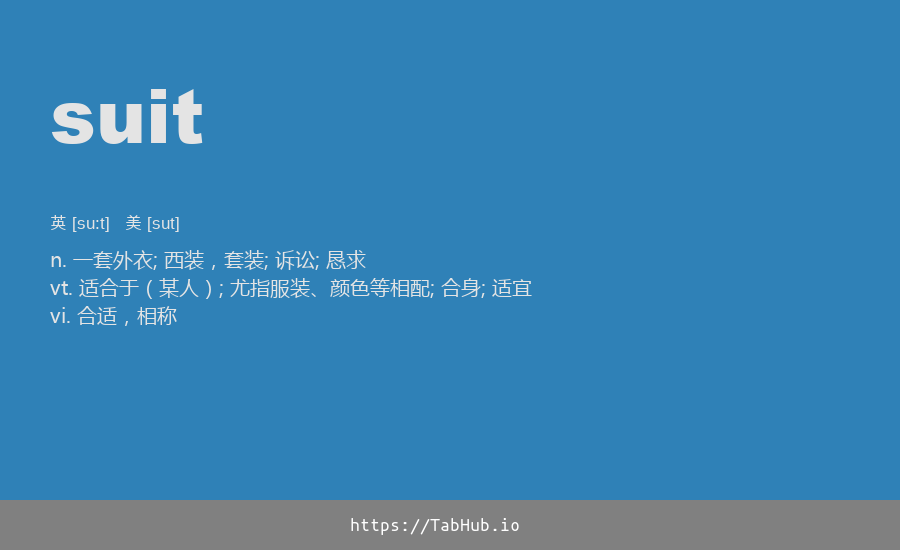 suit
英 [suːt]   美 [sut]
n. 一套外衣; 西装，套装; 诉讼; 恳求
vt. 适合于（某人）; 尤指服装、颜色等相配; 合身; 适宜
vi. 合适，相称
https://TabHub.io